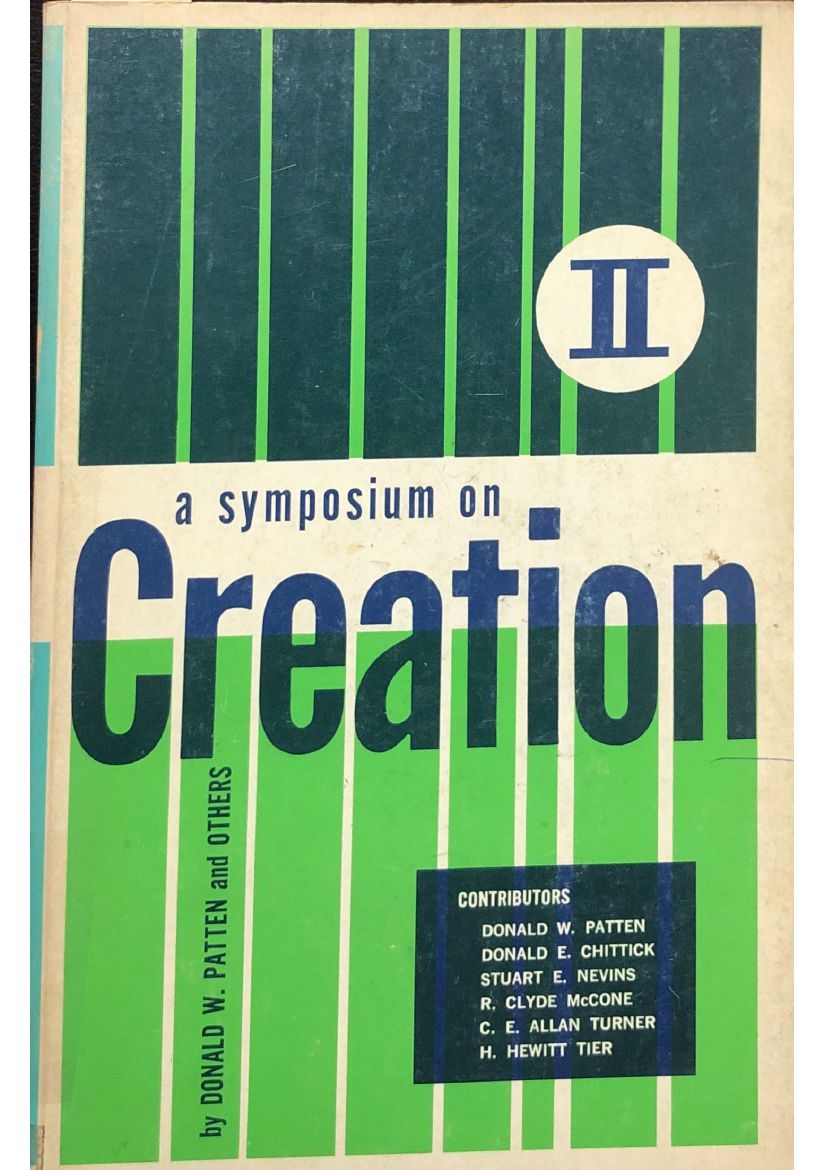 II
a symposium on
Creation
by DONALD W. PATTEN and OTHERS
CONTRIBUTORS
DONALD W. PATTEN
DONALD E. CHITTICK
STUART E. NEVINS
R. CLYDE McCONE
C. E. ALLAN TURNER
H. HEWITT TIER